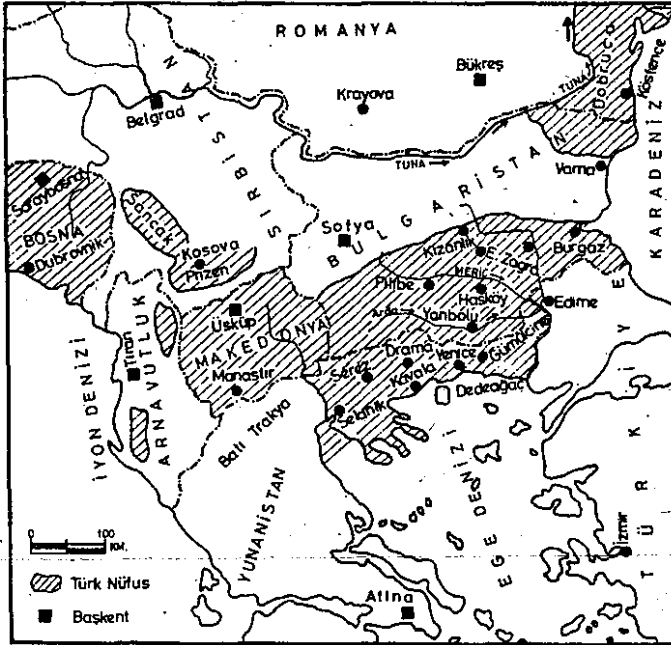 ROMANYA
Bükreş
Krayova
TUNA
Dobruca
Köstence
Belgrad
TUNA
Varna
KARADENİZ
SIRBİSTAN
BULGARİSTAN
Saraybosna
BOSNA
Dubrovnik
Sancak
Kosova
Prizen
Sofya
Kızanlık
E. Zağra
Burgaz
MERİÇ
Filibe
Hasköy
Edirne
Arda
Yanbolu
Üsküp
MAKEDONYA
Manastır
Drama
Yenice
Gümülcine
Serez
Kavala
Dedeağaç
Selanik
Batı Trakya
Tiran
ARNAVUTLUK
İYON DENİZİ
YUNANİSTAN
EGE DENİZİ
TÜRKİYE
İzmir
Atina
0 100
KM.
Türk Nüfus
Başkent